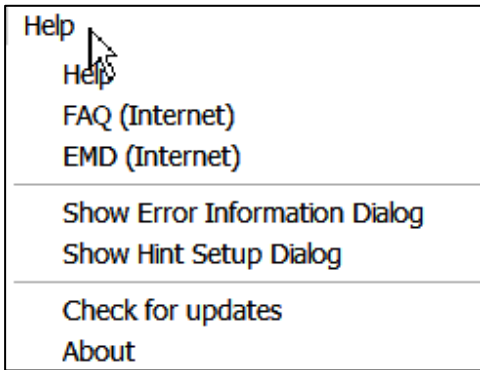 Help
Help
FAQ (Internet)
EMD (Internet)
Show Error Information Dialog
Show Hint Setup Dialog
Check for updates
About